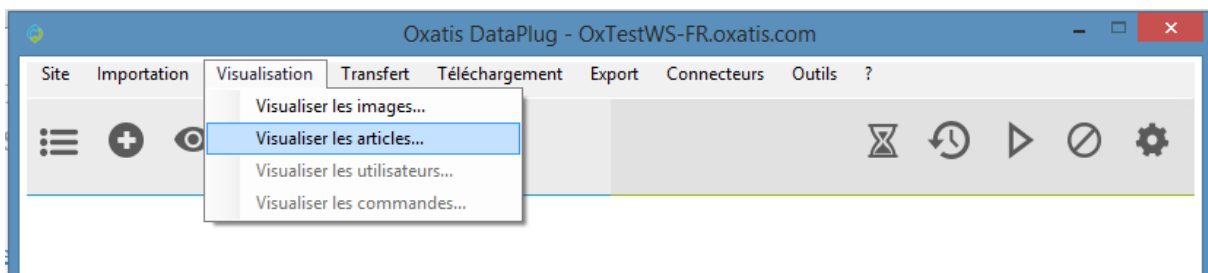 Oxatis DataPlug - OxTestWS-FR.oxatis.com
Site Importation Visualisation Transfert Téléchargement Export Connecteurs Outils ?
Visualiser les images...
Visualiser les articles...
Visualiser les utilisateurs...
Visualiser les commandes...